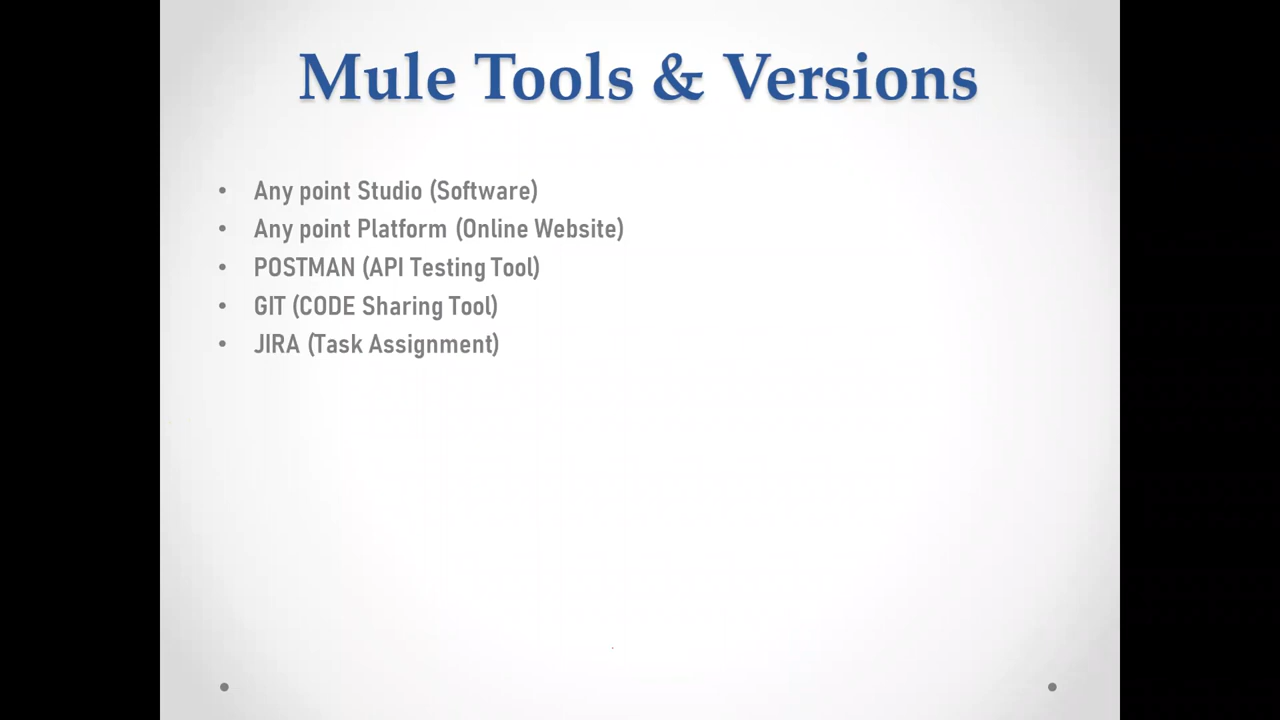 Mule Tools & Versions
• Any point Studio (Software)
• Any point Platform (Online Website)
• POSTMAN (API Testing Tool)
• GIT (CODE Sharing Tool)
• JIRA (Task Assignment)